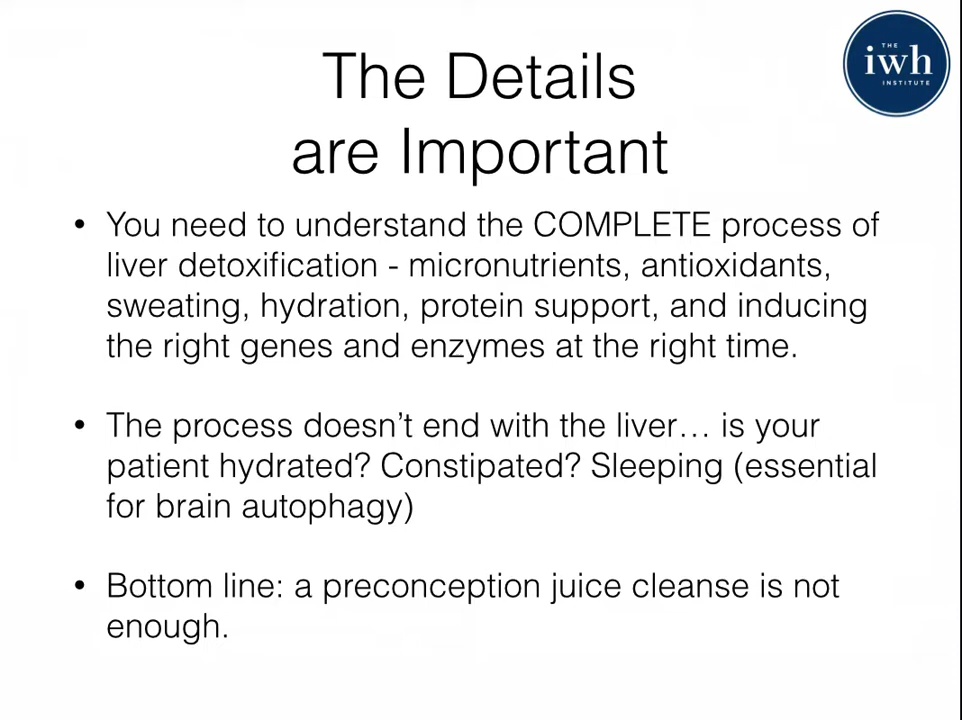 The Details
are Important
THE
iwh
INSTITUTE
• You need to understand the COMPLETE process of
liver detoxification - micronutrients, antioxidants,
sweating, hydration, protein support, and inducing
the right genes and enzymes at the right time.
• The process doesn’t end with the liver… is your
patient hydrated? Constipated? Sleeping (essential
for brain autophagy)
• Bottom line: a preconception juice cleanse is not
enough.